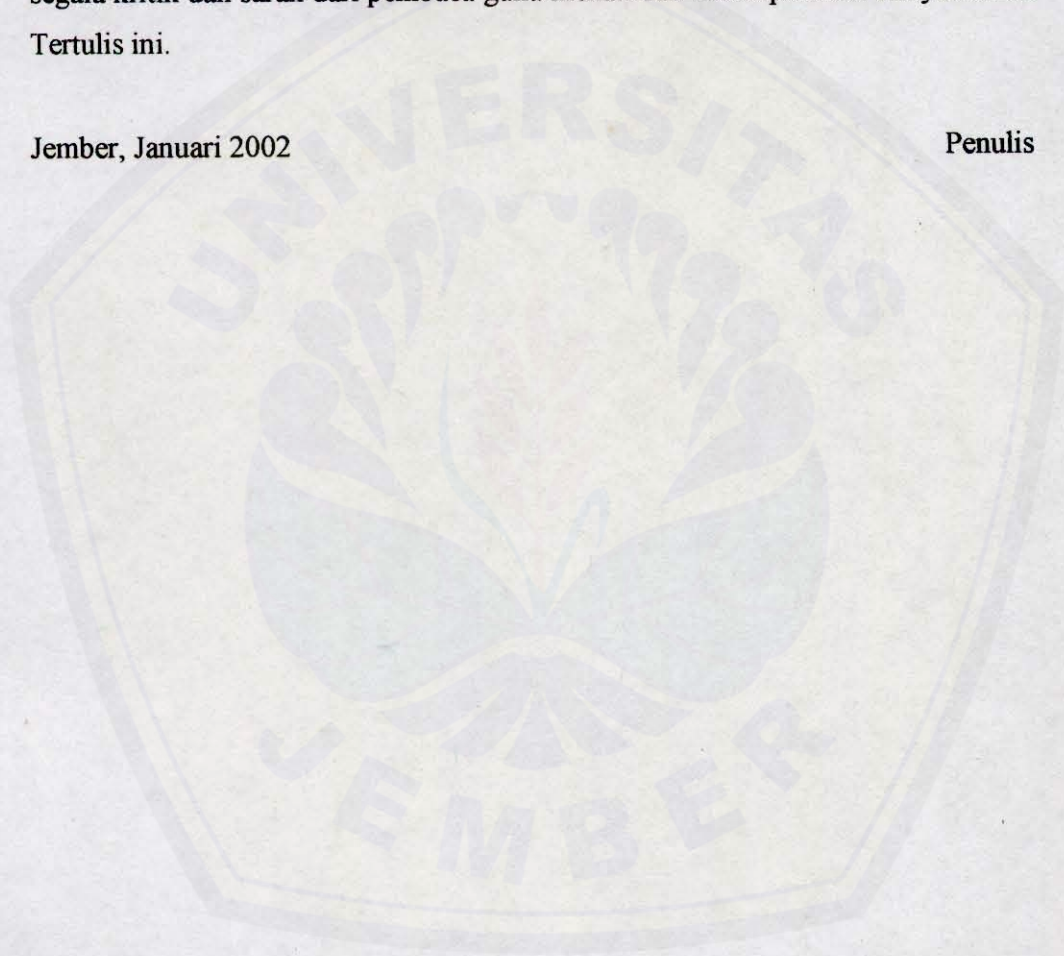 segala kritik dan saran dari pembaca guna
Tertulis ini.
Jember, Januari 2002 Penulis
UNIVERSITAS
JEMBER